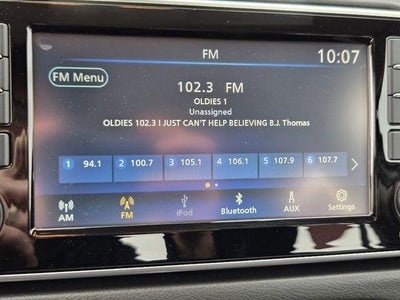 FM
10:07
FM Menu
102.3 FM
OLDIES 1
Unassigned
OLDIES 102.3 I JUST CAN'T HELP BELIEVING B.J. Thomas
1 94.1 2 100.7 3 105.1 4 106.1 5 107.9 6 107.7
AM FM iPod Bluetooth AUX Settings